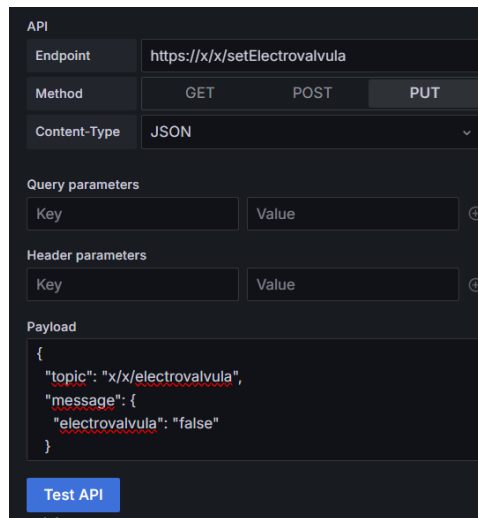 API
Endpoint https://x/x/setElectrovalvula
Method GET POST PUT
Content-Type JSON
Query parameters
Key Value
Header parameters
Key Value
Payload
{
"topic": "x/x/electrovalvula",
"message": {
"electrovalvula": "false"
}
Test API